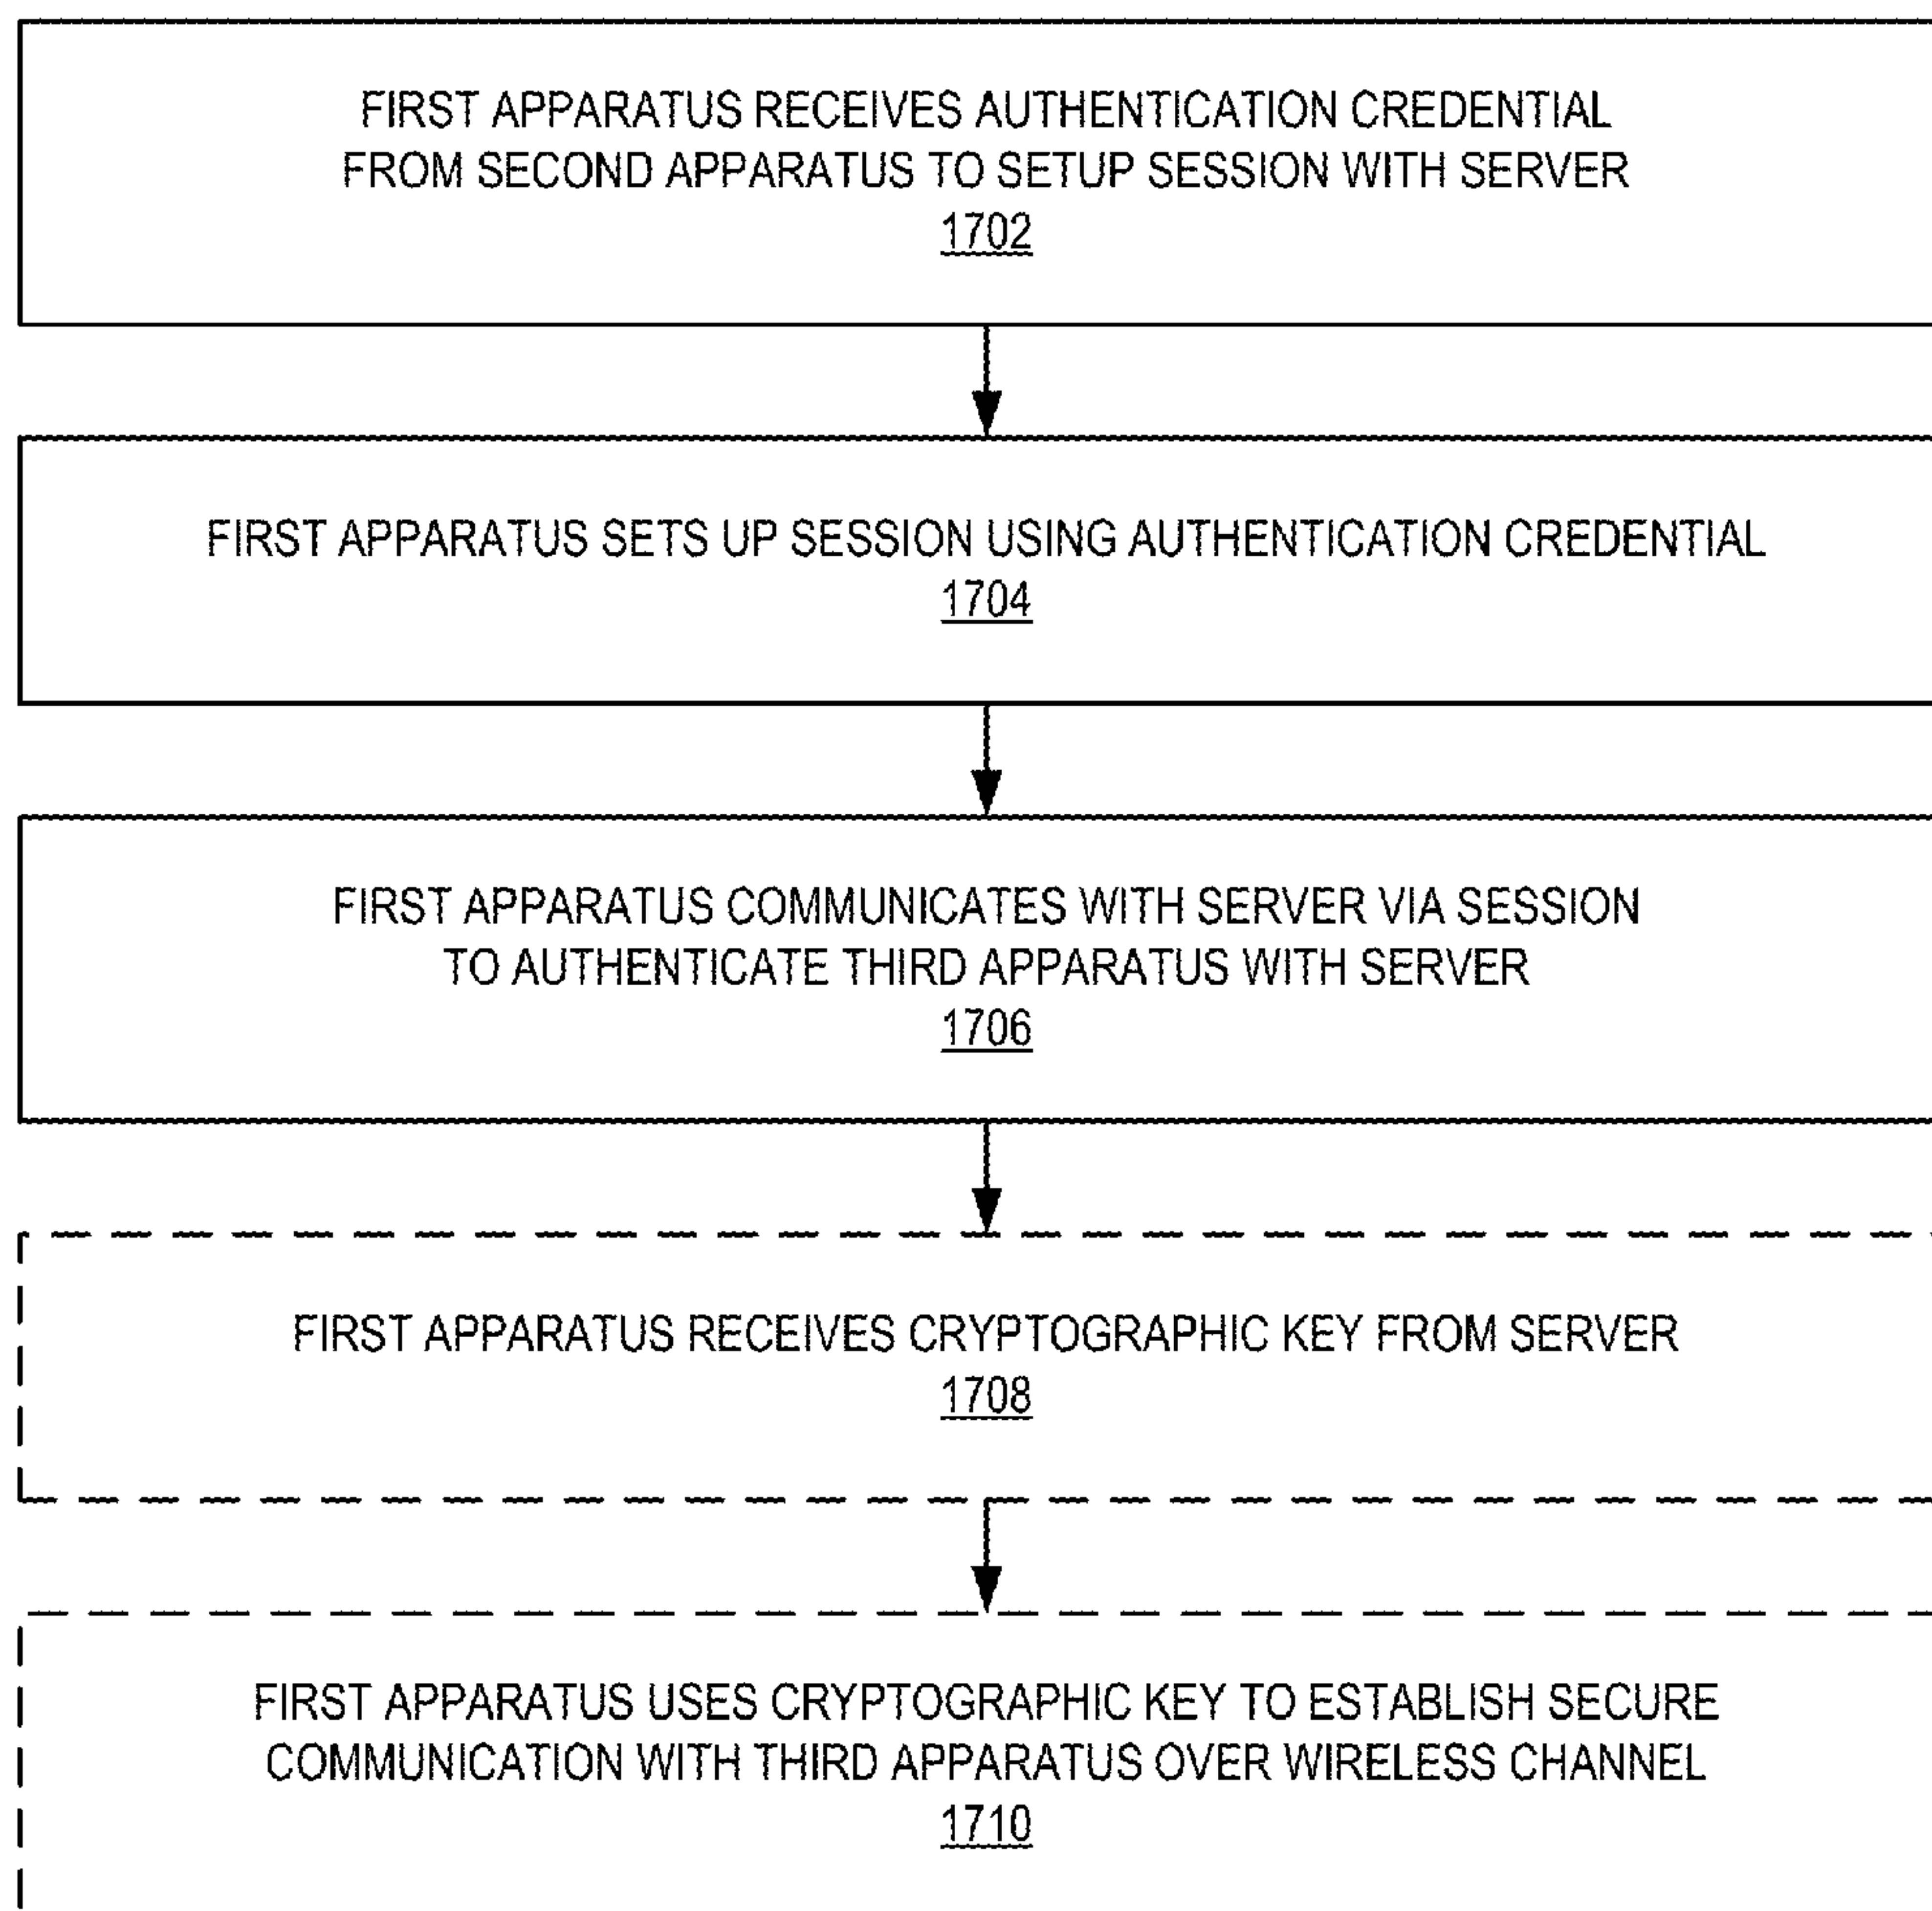 FIRST APPARATUS RECEIVES AUTHENTICATION CREDENTIAL
FROM SECOND APPARATUS TO SETUP SESSION WITH SERVER
1702
FIRST APPARATUS SETS UP SESSION USING AUTHENTICATION CREDENTIAL
1704
FIRST APPARATUS COMMUNICATES WITH SERVER VIA SESSION
TO AUTHENTICATE THIRD APPARATUS WITH SERVER
1706
FIRST APPARATUS RECEIVES CRYPTOGRAPHIC KEY FROM SERVER
1708
FIRST APPARATUS USES CRYPTOGRAPHIC KEY TO ESTABLISH SECURE
COMMUNICATION WITH THIRD APPARATUS OVER WIRELESS CHANNEL
1710